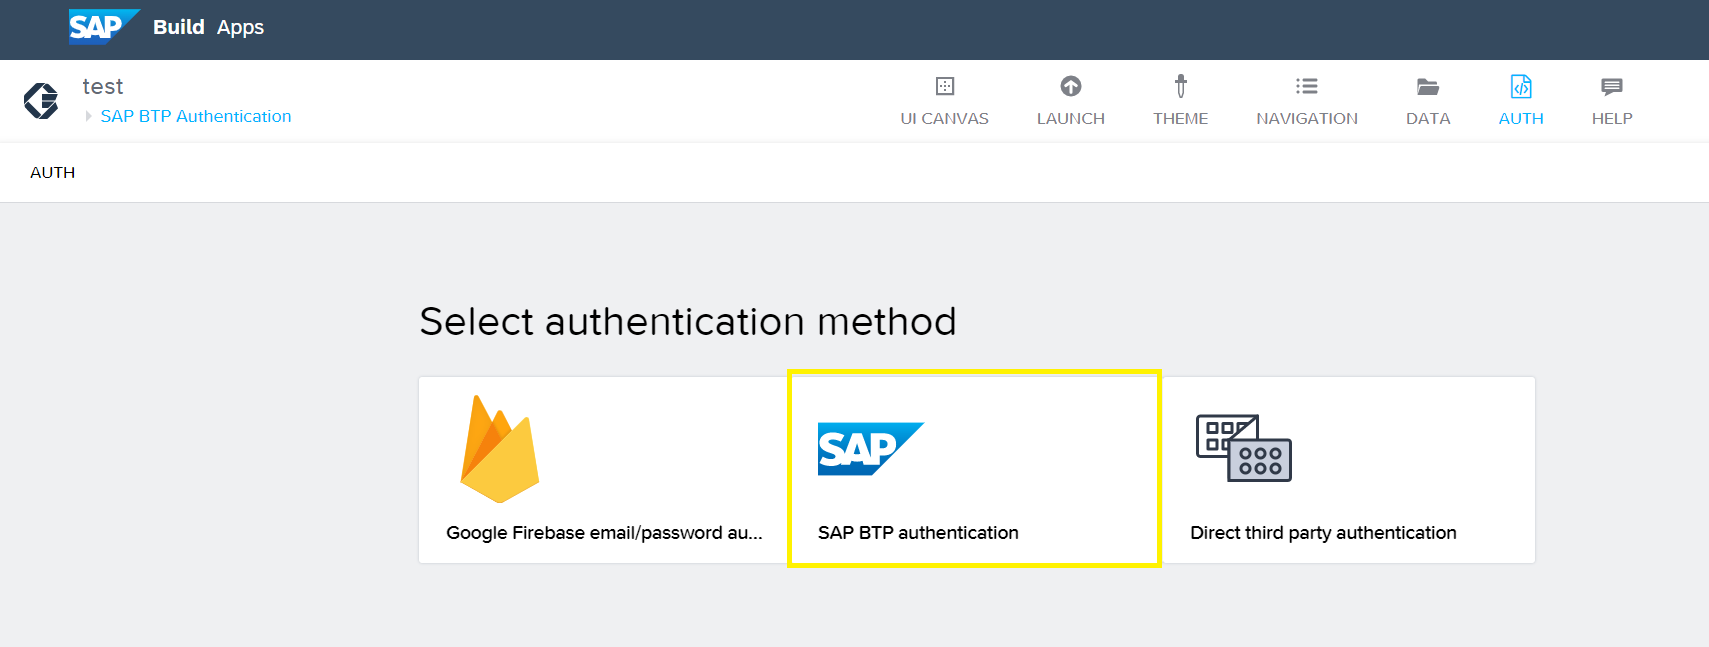 SAP Build Apps
test
SAP BTP Authentication
UI CANVAS LAUNCH THEME NAVIGATION DATA AUTH HELP
AUTH
Select authentication method
SAP
Google Firebase email/password au... SAP BTP authentication Direct third party authentication